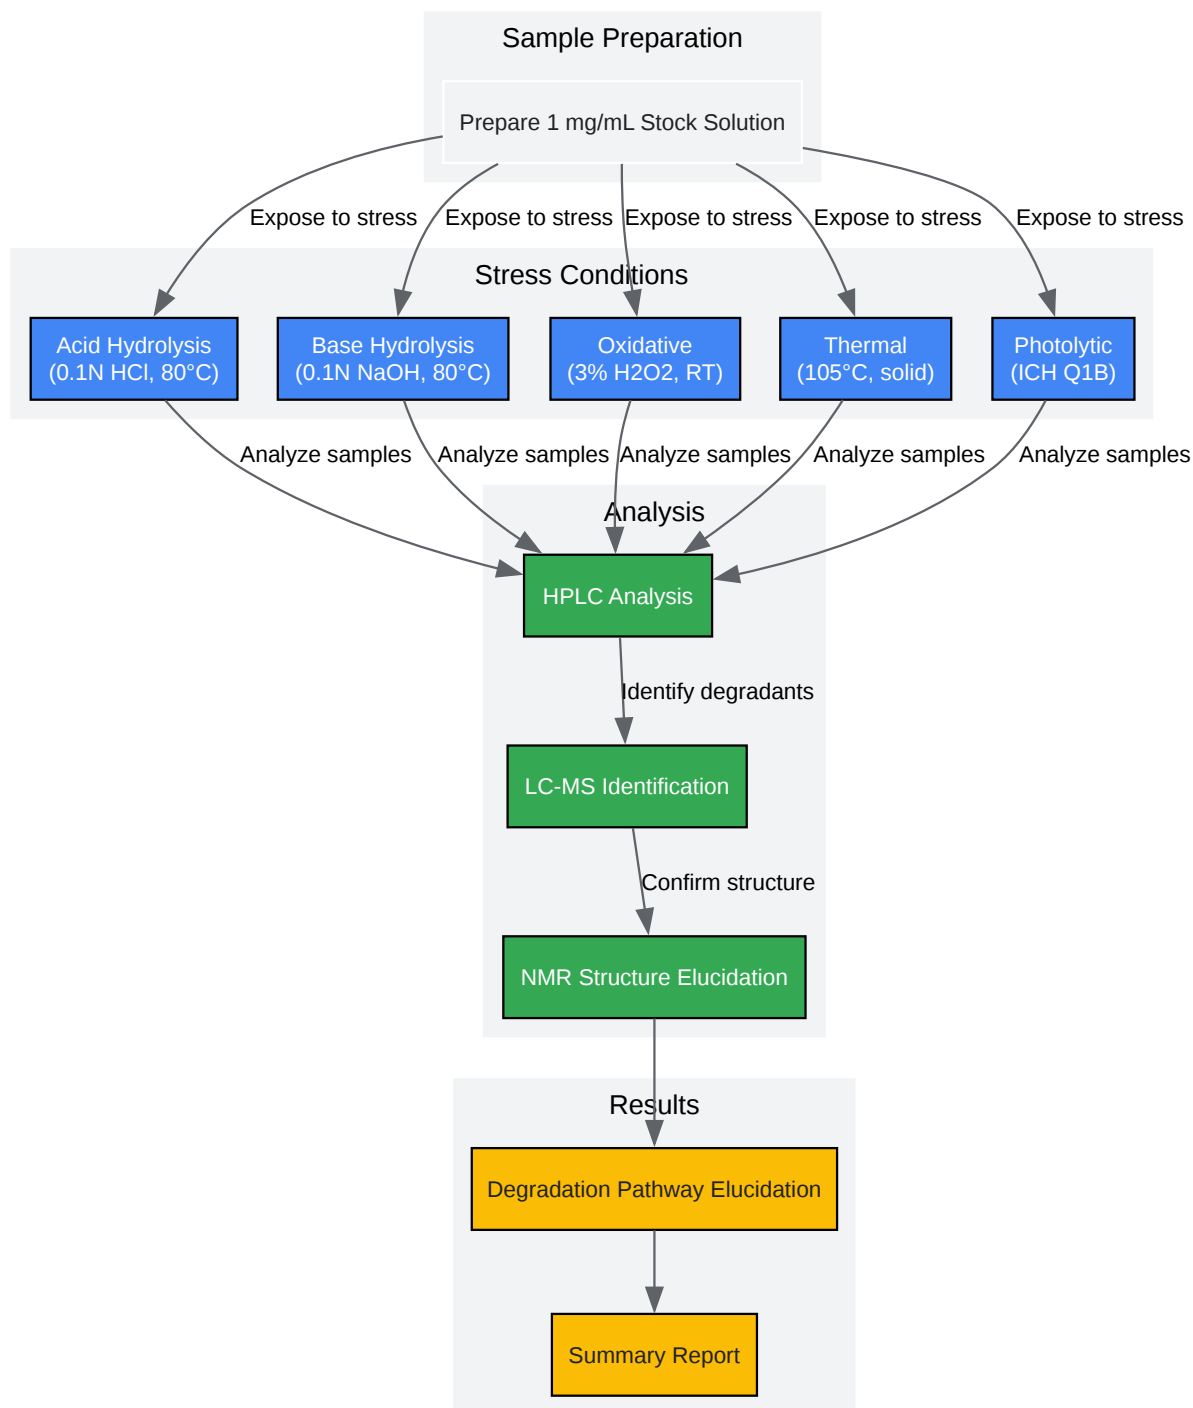 Sample Preparation
Prepare 1 mg/mL Stock Solution
Expose to stress
Expose to stress
Expose to stress
Expose to stress
Expose to stress
Stress Conditions
Acid Hydrolysis
(0.1N HCl, 80°C)
Base Hydrolysis
(0.1N NaOH, 80°C)
Oxidative
(3% H2O2, RT)
Thermal
(105°C, solid)
Photolytic
(ICH Q1B)
Analyze samples
Analyze samples
Analyze samples
Analyze samples
Analyze samples
Analysis
HPLC Analysis
Identify degradants
LC-MS Identification
Confirm structure
NMR Structure Elucidation
Results
Degradation Pathway Elucidation
Summary Report